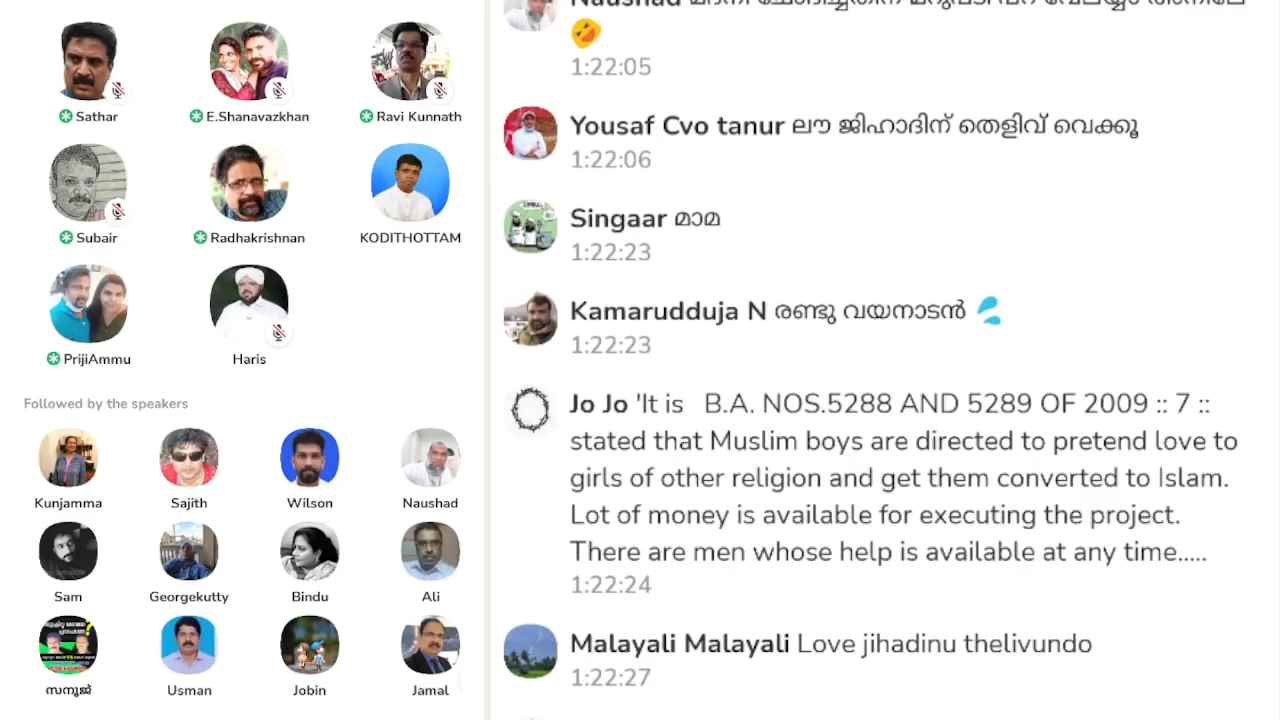 Sathar
E.Shanavazkhan
Ravi Kunnath
Subair
Radhakrishnan
KODITHOTTAM
PrijiAmmu
Haris
Followed by the speakers
Kunjamma
Sajith
Wilson
Naushad
Sam
Georgekutty
Bindu
Ali
സനൂജ്
Usman
Jobin
Jamal
Naushad
1:22:05
Yousaf Cvo tanur ലൗ ജിഹാദിന് തെളിവ് വെക്കൂ
1:22:06
Singaar മാമ
1:22:23
Kamarudduja N രണ്ടു വയനാടൻ 💦
1:22:23
Jo Jo 'It is B.A. NOS.5288 AND 5289 OF 2009 :: 7 ::
stated that Muslim boys are directed to pretend love to
girls of other religion and get them converted to Islam.
Lot of money is available for executing the project.
There are men whose help is available at any time.....
1:22:24
Malayali Malayali Love jihadinu thelivundo
1:22:27